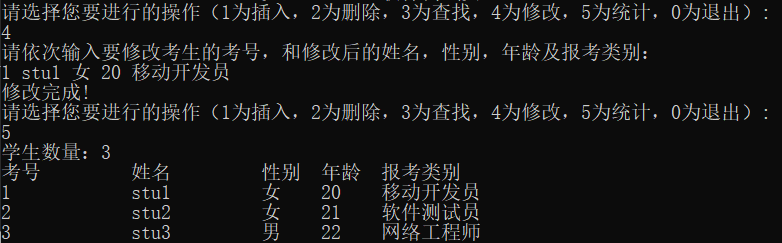 请选择您要进行的操作（1为插入，2为删除，3为查找，4为修改，5为统计，0为退出）:
4
请依次输入要修改考生的考号，和修改后的姓名，性别，年龄及报考类别:
1 stu1 女 20 移动开发员
修改完成!
请选择您要进行的操作（1为插入，2为删除，3为查找，4为修改，5为统计，0为退出）:
5
学生数量：3
考号 姓名 性别 年龄 报考类别
1 stu1 女 20 移动开发员
2 stu2 女 21 软件测试员
3 stu3 男 22 网络工程师